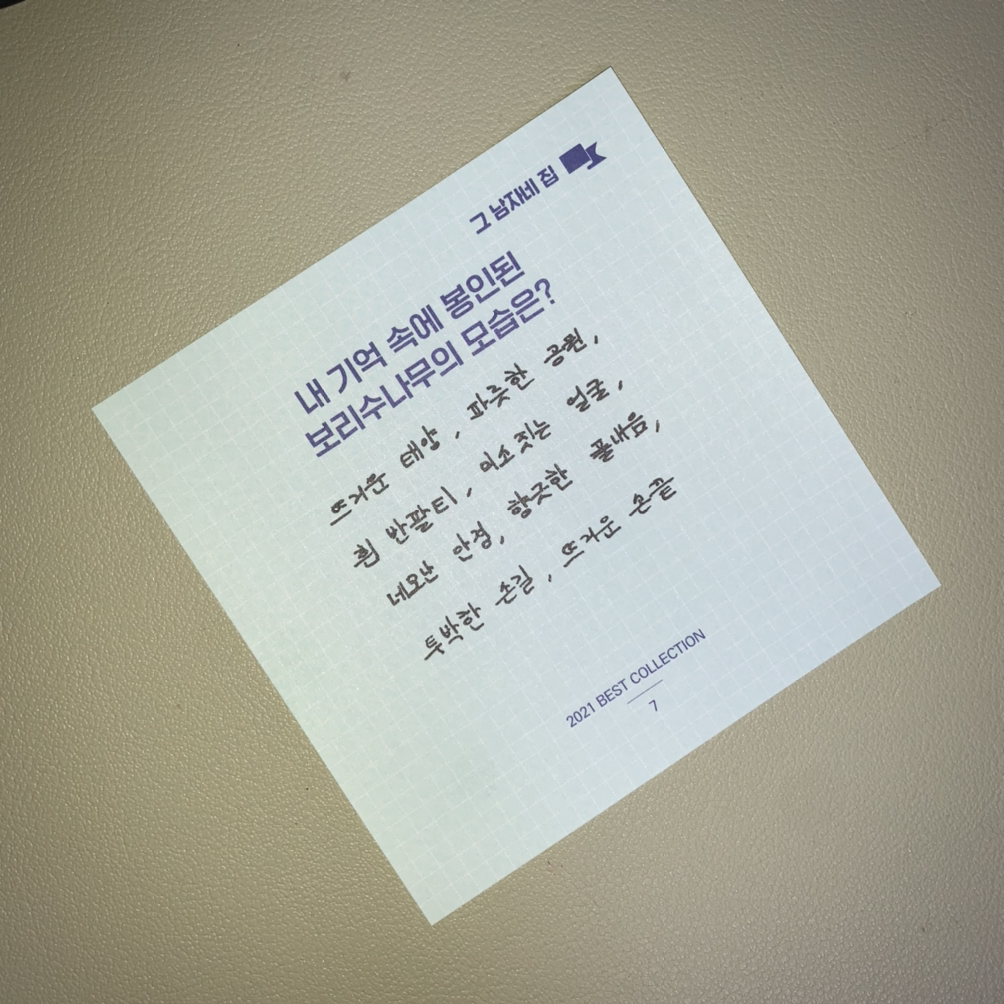 그 남자네 집
내 기억 속에 봉인된
보리수나무의 모습은?
뜨거운 태양, 파릇한 공원,
흰 반팔티, 미소짓는 얼굴,
네모난 안경, 향긋한 풀내음,
투박한 손길, 뜨거운 손끝
2021 BEST COLLECTION
7